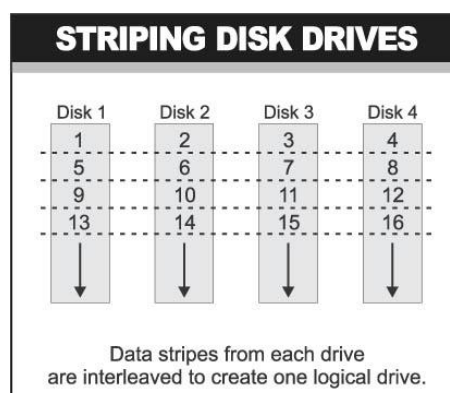 STRIPING DISK DRIVES
Disk 1 Disk 2 Disk 3 Disk 4
1 2 3 4
5 6 7 8
9 10 11 12
13 14 15 16
Data stripes from each drive
are interleaved to create one logical drive.